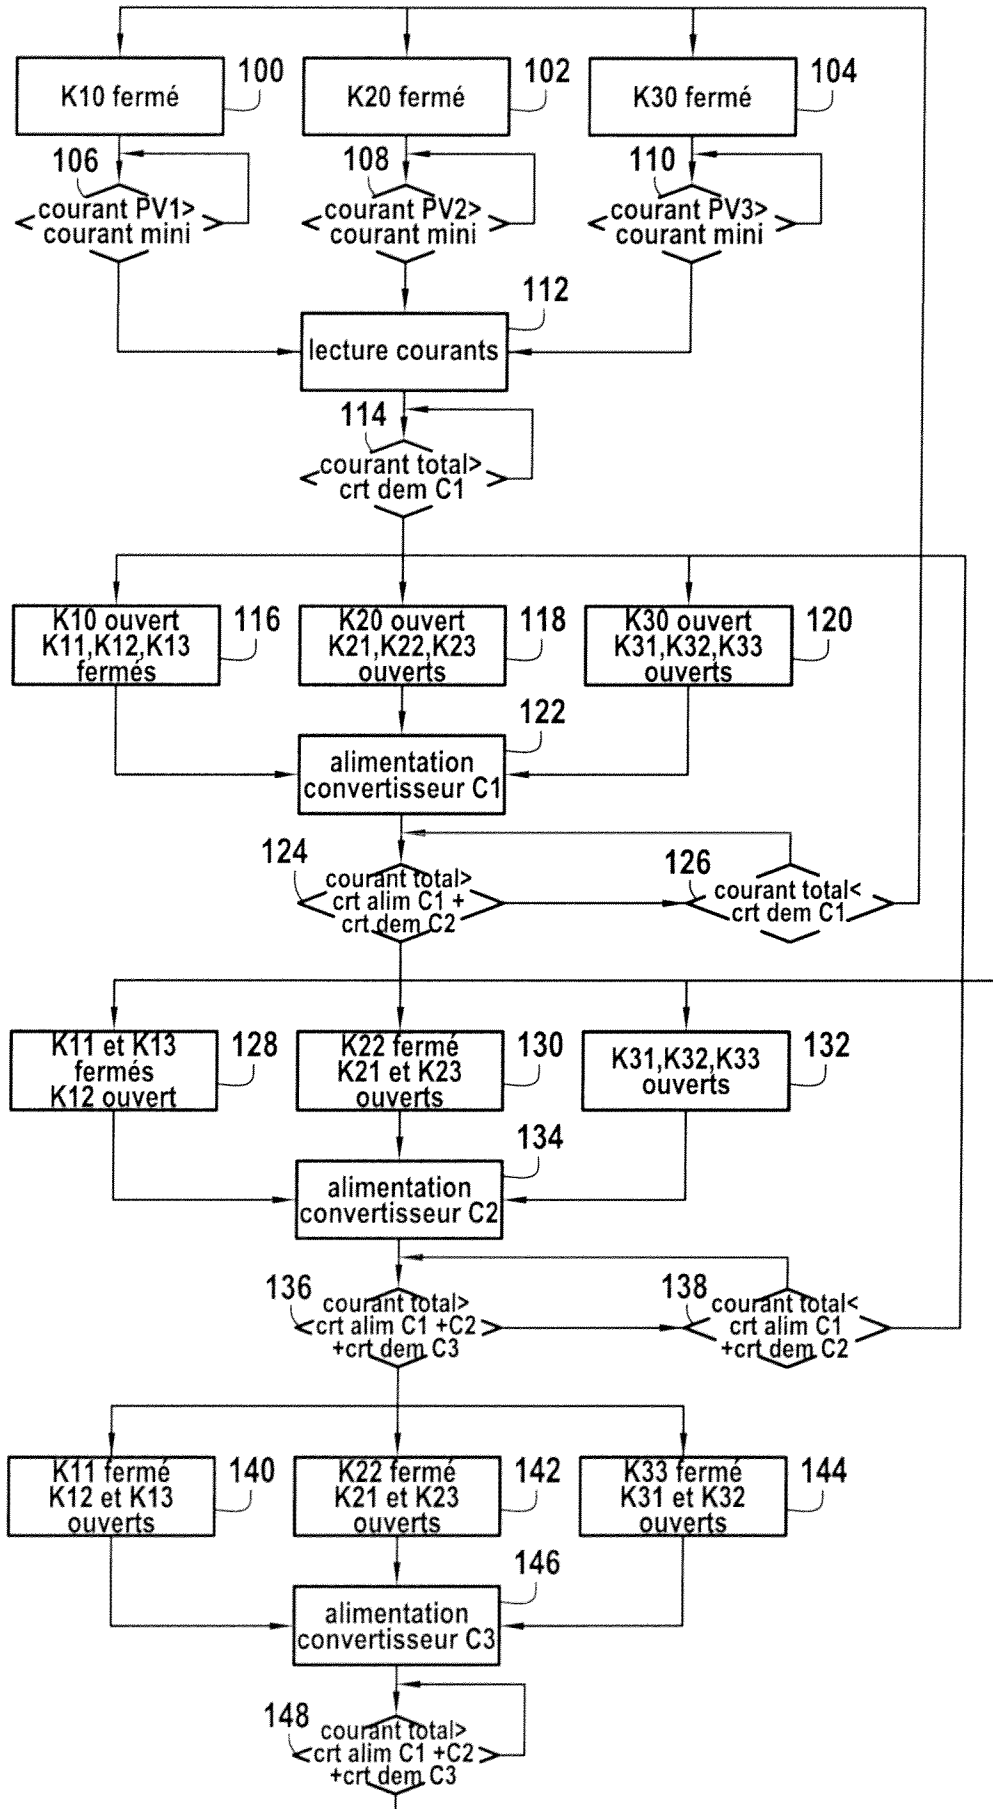 100
102
104
K10 fermé
K20 fermé
K30 fermé
106
108
110
courant PV1>
courant mini
courant PV2>
courant mini
courant PV3>
courant mini
112
lecture courants
114
courant total>
crt dem C1
K10 ouvert
K11,K12,K13
fermés
116
K20 ouvert
K21,K22,K23
ouverts
118
K30 ouvert
K31,K32,K33
ouverts
120
122
alimentation
convertisseur C1
124
courant total>
crt alim C1 +
crt dem C2
126
courant total<
crt dem C1
K11 et K13
fermés
K12 ouvert
128
K22 fermé
K21 et K23
ouverts
130
K31,K32,K33
ouverts
132
134
alimentation
convertisseur C2
136
courant total>
crt alim C1 +C2
+crt dem C3
138
courant total<
crt alim C1
+crt dem C2
K11 fermé
K12 et K13
ouverts
140
K22 fermé
K21 et K23
ouverts
142
K33 fermé
K31 et K32
ouverts
144
146
alimentation
convertisseur C3
148
courant total>
crt alim C1 +C2
+crt dem C3